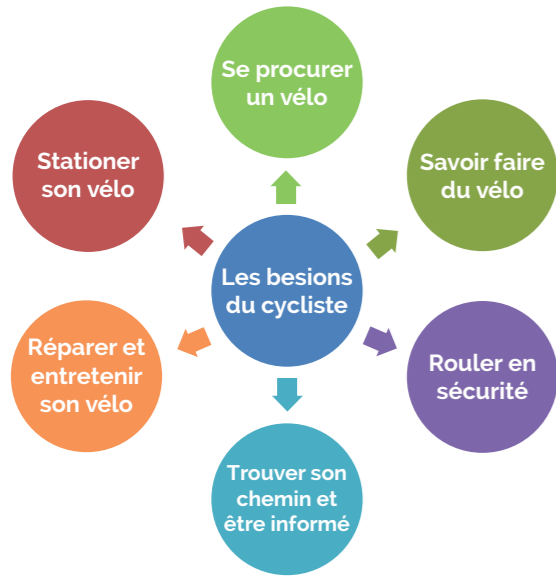 Se procurer
un vélo
Stationer
son vélo
Savoir faire
du vélo
Les besions
du cycliste
Réparer et
entretenir
son vélo
Rouler en
sécurité
Trouver son
chemin et
être informé